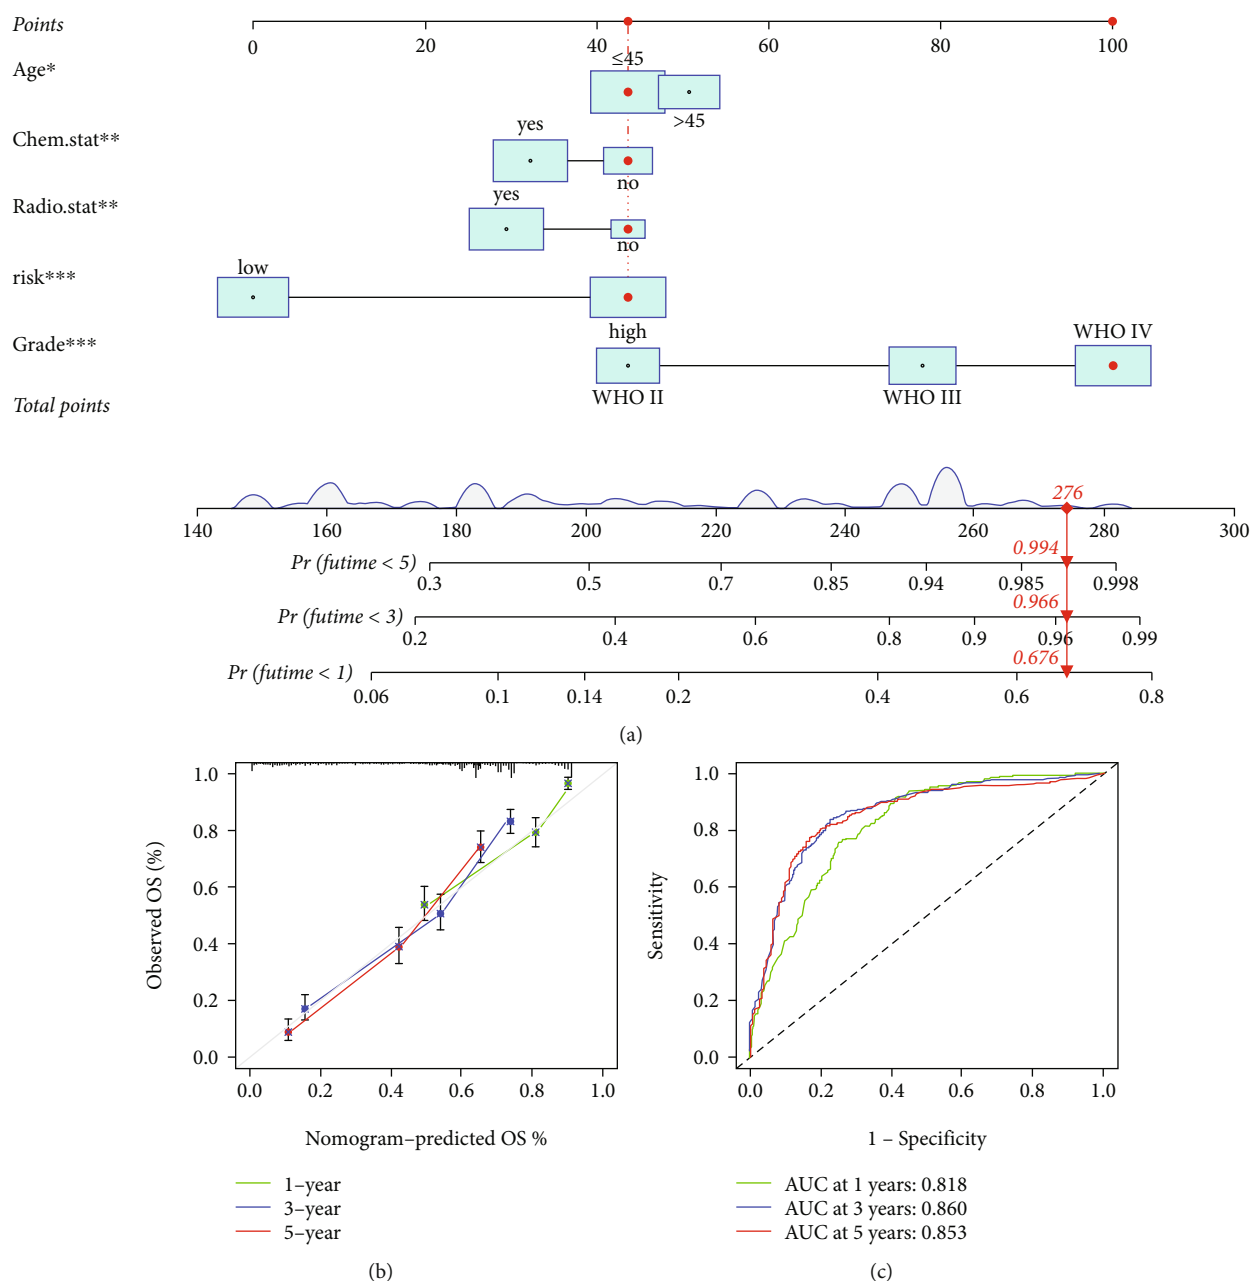 Points
0 20 40 60 80 100
≤45
Age*
>45
yes
Chem.stat**
no
yes
Radio.stat**
no
low
risk***
high
WHO IV
Grade***
WHO II WHO III
Total points
276
140 160 180 200 220 240 260 280 300
0.994
Pr (futime < 5)
0.3 0.5 0.7 0.85 0.94 0.985 0.998
0.966
Pr (futime < 3)
0.2 0.4 0.6 0.8 0.9 0.96 0.99
0.676
Pr (futime < 1)
0.06 0.1 0.14 0.2 0.4 0.6 0.8
(a)
1.0
0.8
0.6
0.4
0.2
0.0
Observed OS (%)
0.0 0.2 0.4 0.6 0.8 1.0
Nomogram–predicted OS %
1–year
3–year
5–year
(b)
1.0
0.8
0.6
0.4
0.2
0.0
Sensitivity
0.0 0.2 0.4 0.6 0.8 1.0
1 – Specificity
AUC at 1 years: 0.818
AUC at 3 years: 0.860
AUC at 5 years: 0.853
(c)